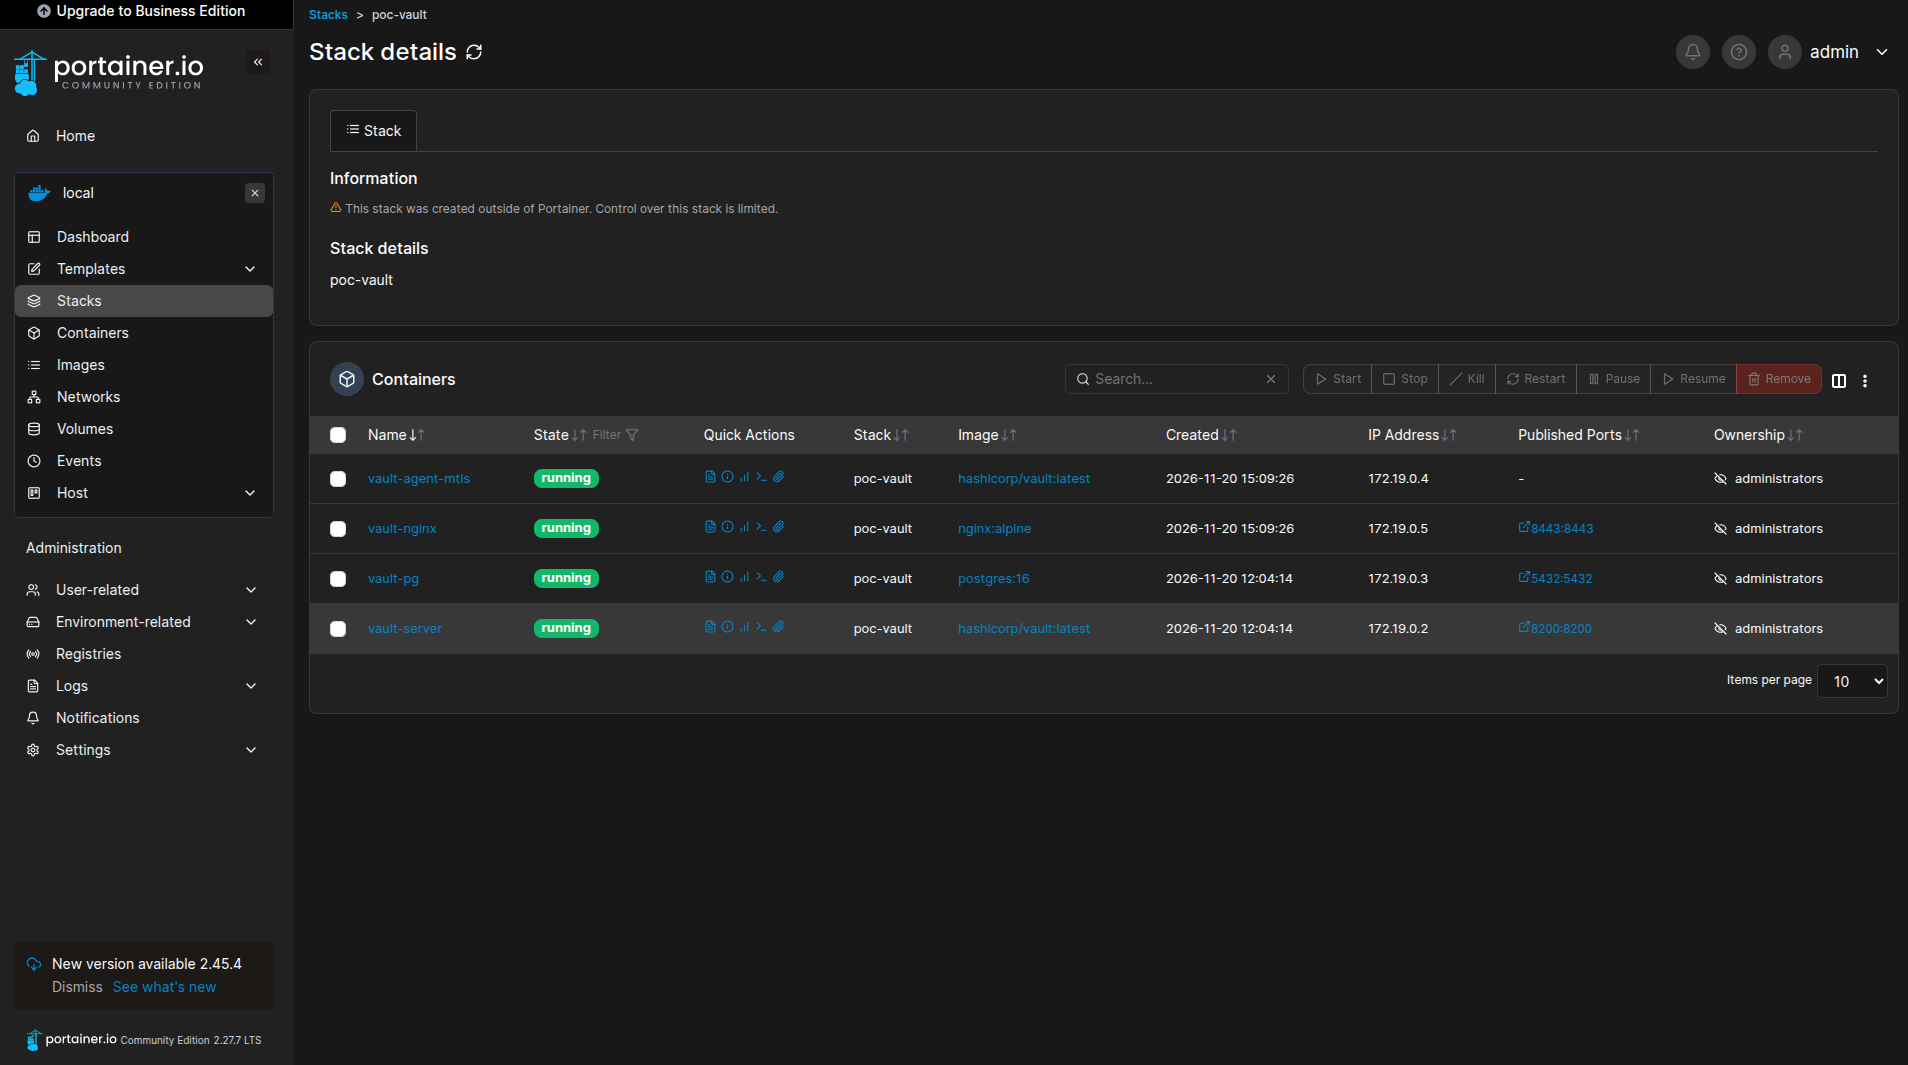 Upgrade to Business Edition
portainer.io
COMMUNITY EDITION
Home
local
Dashboard
Templates
Stacks
Containers
Images
Networks
Volumes
Events
Host
Administration
User-related
Environment-related
Registries
Logs
Notifications
Settings
New version available 2.45.4
Dismiss See what's new
portainer.io Community Edition 2.27.7 LTS
Stacks > poc-vault
Stack details
admin
Stack
Information
This stack was created outside of Portainer. Control over this stack is limited.
Stack details
poc-vault
Containers
Search...
Start Stop Kill Restart Pause Resume Remove
Name State Filter Quick Actions Stack Image Created IP Address Published Ports Ownership
vault-agent-mtls running poc-vault hashicorp/vault:latest 2026-11-20 15:09:26 172.19.0.4 - administrators
vault-nginx running poc-vault nginx:alpine 2026-11-20 15:09:26 172.19.0.5 8443:8443 administrators
vault-pg running poc-vault postgres:16 2026-11-20 12:04:14 172.19.0.3 5432:5432 administrators
vault-server running poc-vault hashicorp/vault:latest 2026-11-20 12:04:14 172.19.0.2 8200:8200 administrators
Items per page 10